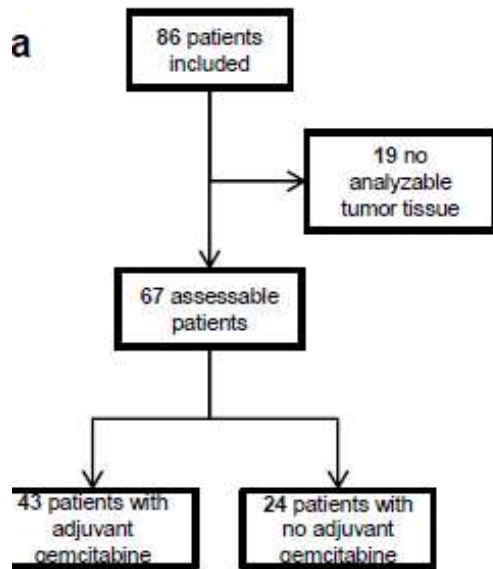 a
86 patients
included
19 no
analyzable
tumor tissue
67 assessable
patients
43 patients with
adjuvant
gemcitabine
24 patients with
no adjuvant
gemcitabine